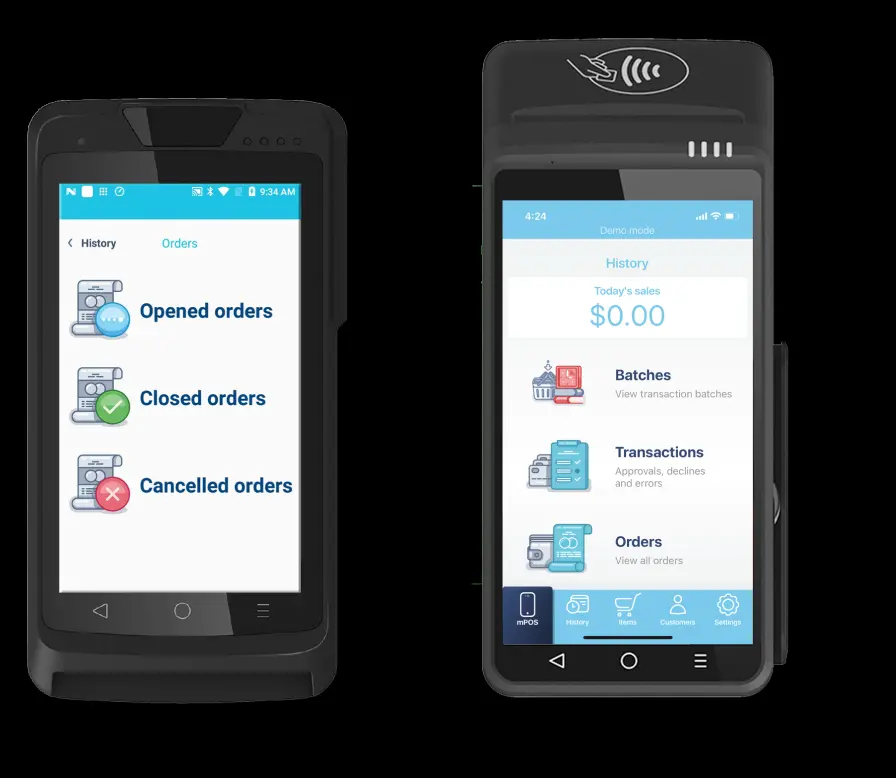 9:34 AM
History
Orders
Opened orders
Closed orders
Cancelled orders
4:24
Demo mode
History
Today's sales
$0.00
Batches
View transaction batches
Transactions
Approvals, declines
and errors
Orders
View all orders
mPOS
History
Items
Customers
Settings